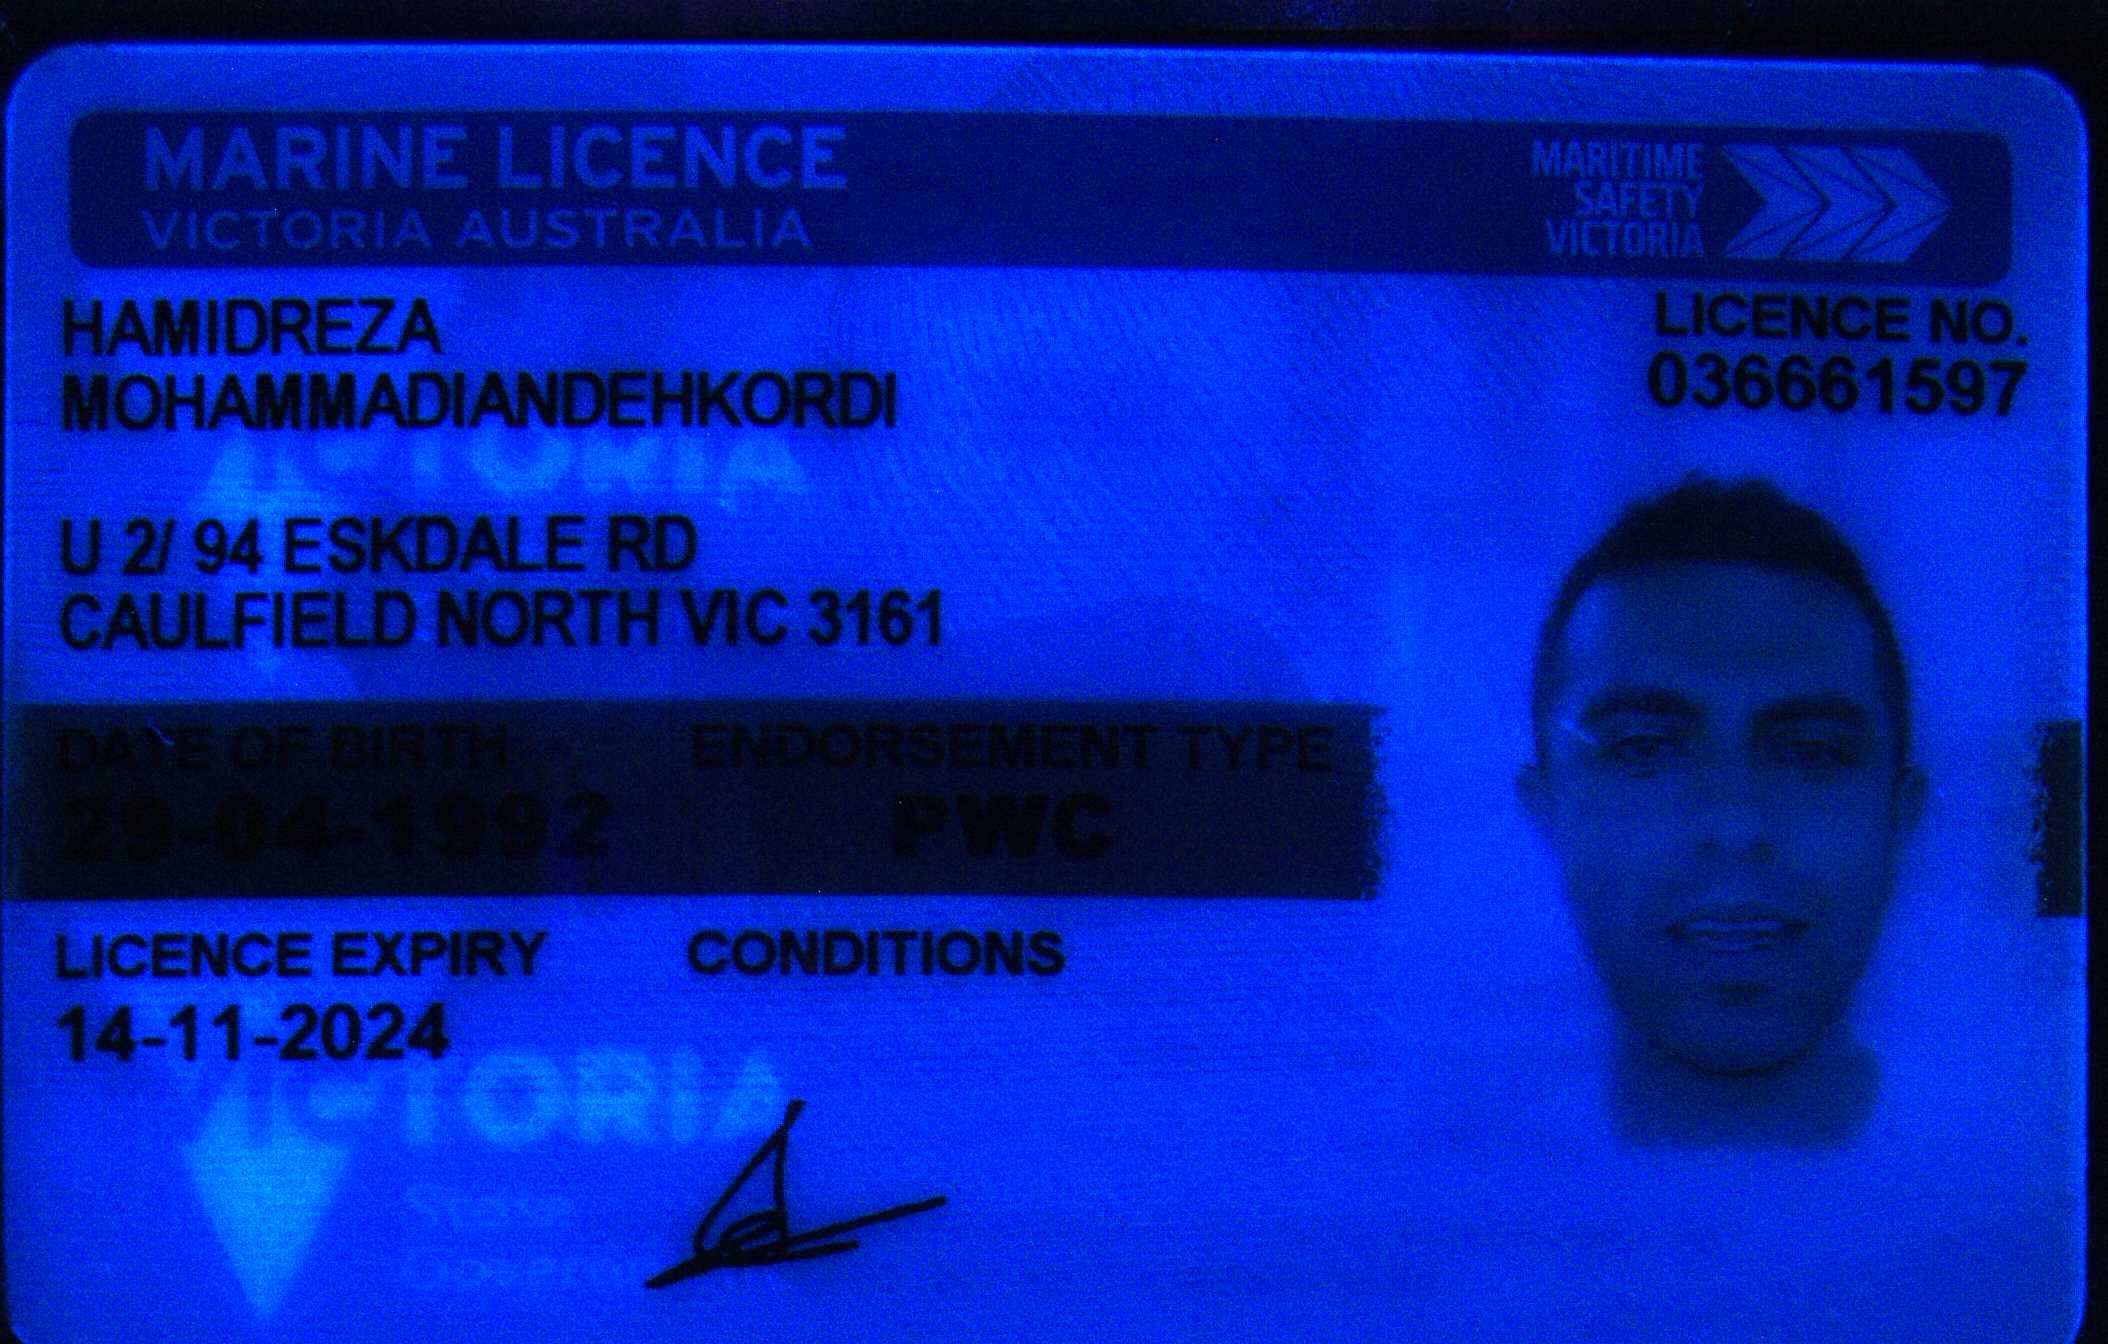 MARINE LICENCE
VICTORIA AUSTRALIA
MARITIME
SAFETY
VICTORIA
HAMIDREZA
MOHAMMADIANDEHKORDI
LICENCE NO.
036661597
VICTORIA
U 2/ 94 ESKDALE RD
CAULFIELD NORTH VIC 3161
DATE OF BIRTH
29-04-1992
ENDORSEMENT TYPE
PWC
LICENCE EXPIRY
14-11-2024
CONDITIONS
VICTORIA